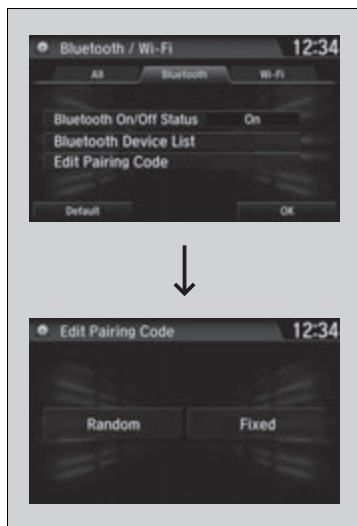 Bluetooth / Wi-Fi 12:34
All Bluetooth Wi-Fi
Bluetooth On/Off Status On
Bluetooth Device List
Edit Pairing Code
Default OK
Edit Pairing Code 12:34
Random Fixed